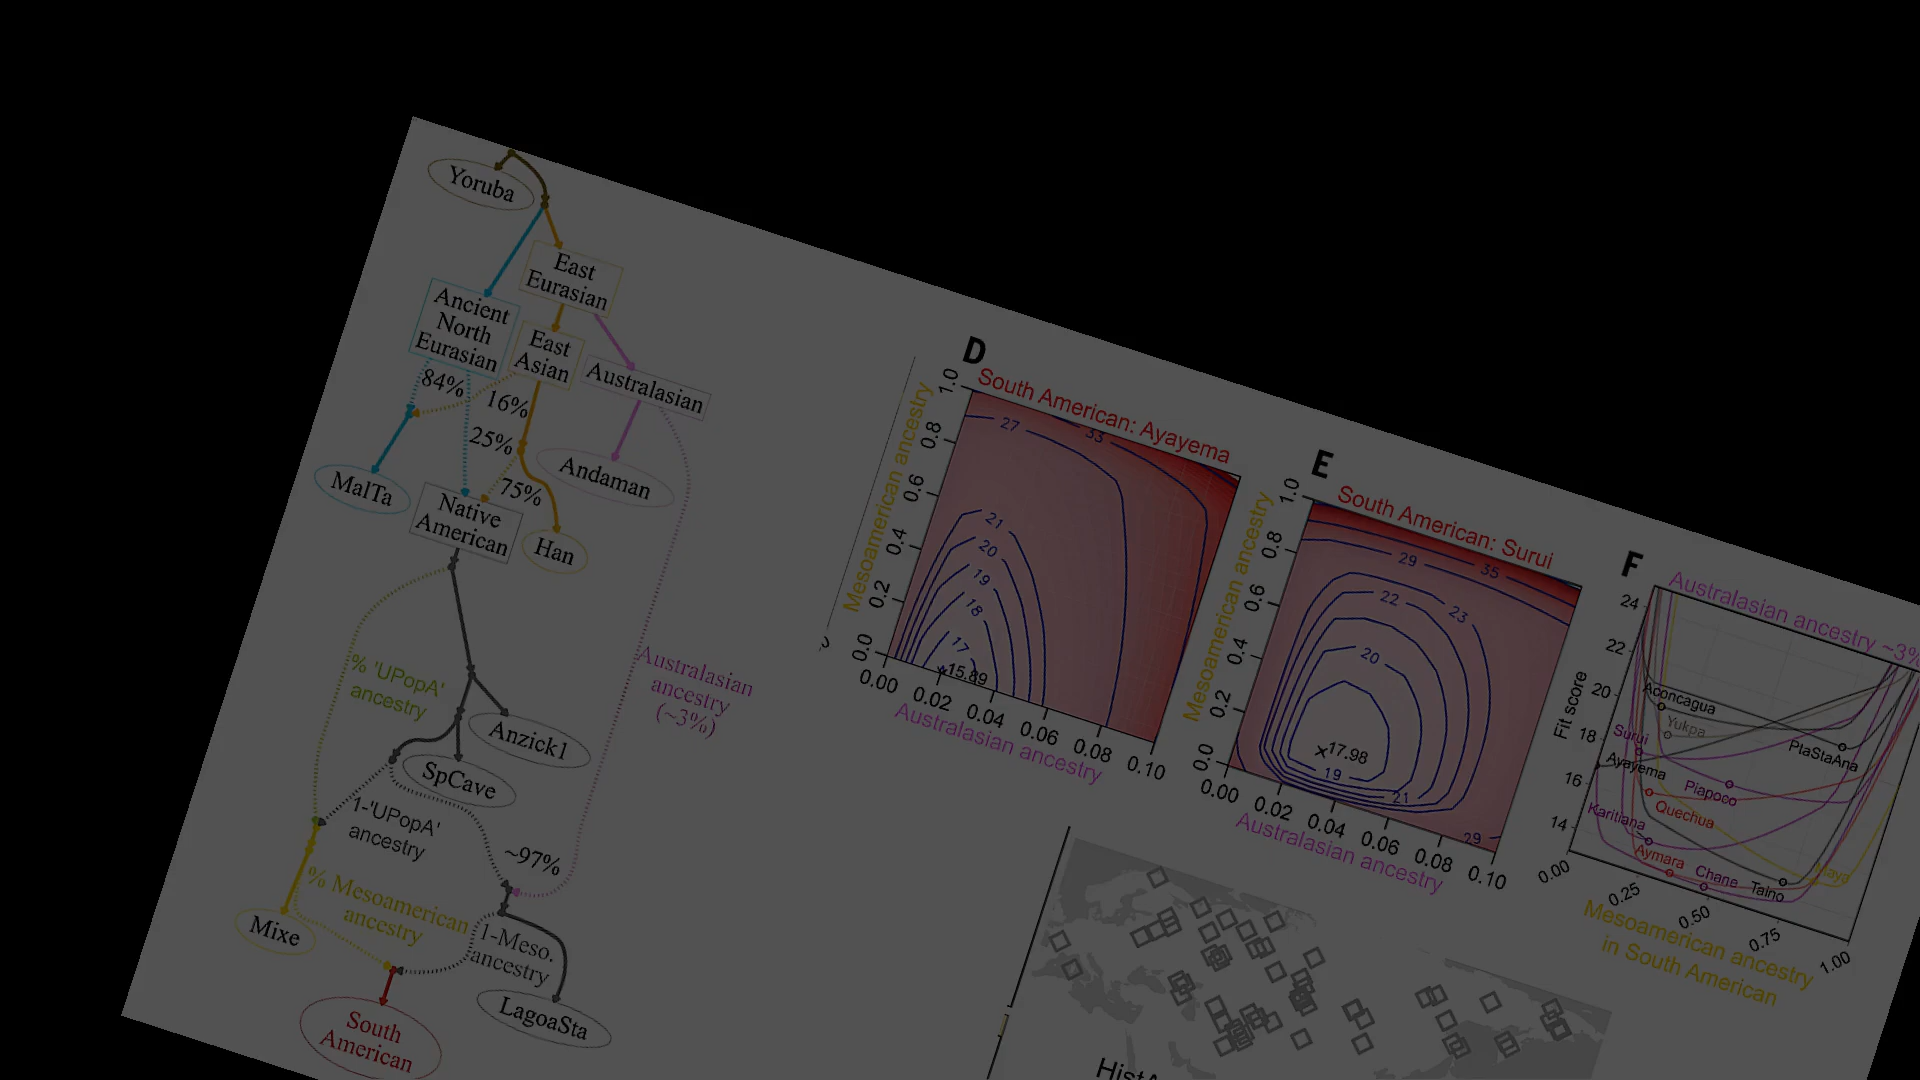 Yoruba
East
Eurasian
Ancient
North
Eurasian
East
Asian
Australasian
84%
16%
25%
75%
MalTa
Andaman
Native
American
Han
% 'UPopA'
ancestry
Australasian
ancestry
(~3%)
Anzick1
SpCave
1-'UPopA'
ancestry
~97%
% Mesoamerican
ancestry
1-Meso.
ancestry
Mixe
LagoaSta
South
American
D
South American: Ayayema
Mesoamerican ancestry
1.0
0.8
0.6
0.4
0.2
0.0
27
33
21
20
19
18
17
15.89
0.00 0.02 0.04 0.06 0.08 0.10
Australasian ancestry
E
South American: Surui
Mesoamerican ancestry
1.0
0.8
0.6
0.4
0.2
0.0
29
35
22
23
20
17.98
19
21
29
0.00 0.02 0.04 0.06 0.08 0.10
Australasian ancestry
F
Australasian ancestry ~3%
Fit score
24
22
20
18
16
14
Aconcagua
Yukpa
Surui
PtaStaAna
Ayayema
Piapoco
Quechua
Karitiana
Aymara
Chane
Taino
Maya
0.00 0.25 0.50 0.75 1.00
Mesoamerican ancestry
in South American